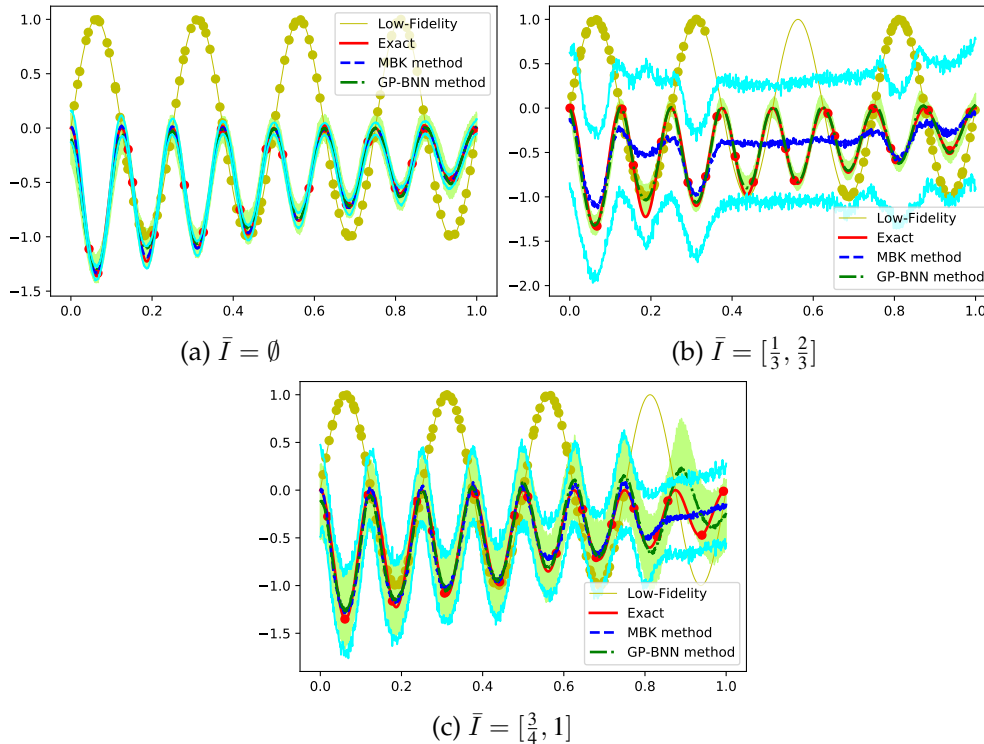 1.0
0.5
0.0
−0.5
−1.0
−1.5
0.0 0.2 0.4 0.6 0.8 1.0
Low-Fidelity
Exact
MBK method
GP-BNN method
(a) Ī = ∅
1.0
0.5
0.0
−0.5
−1.0
−1.5
−2.0
0.0 0.2 0.4 0.6 0.8 1.0
Low-Fidelity
Exact
MBK method
GP-BNN method
(b) Ī = [1/3, 2/3]
1.0
0.5
0.0
−0.5
−1.0
−1.5
0.0 0.2 0.4 0.6 0.8 1.0
Low-Fidelity
Exact
MBK method
GP-BNN method
(c) Ī = [3/4, 1]